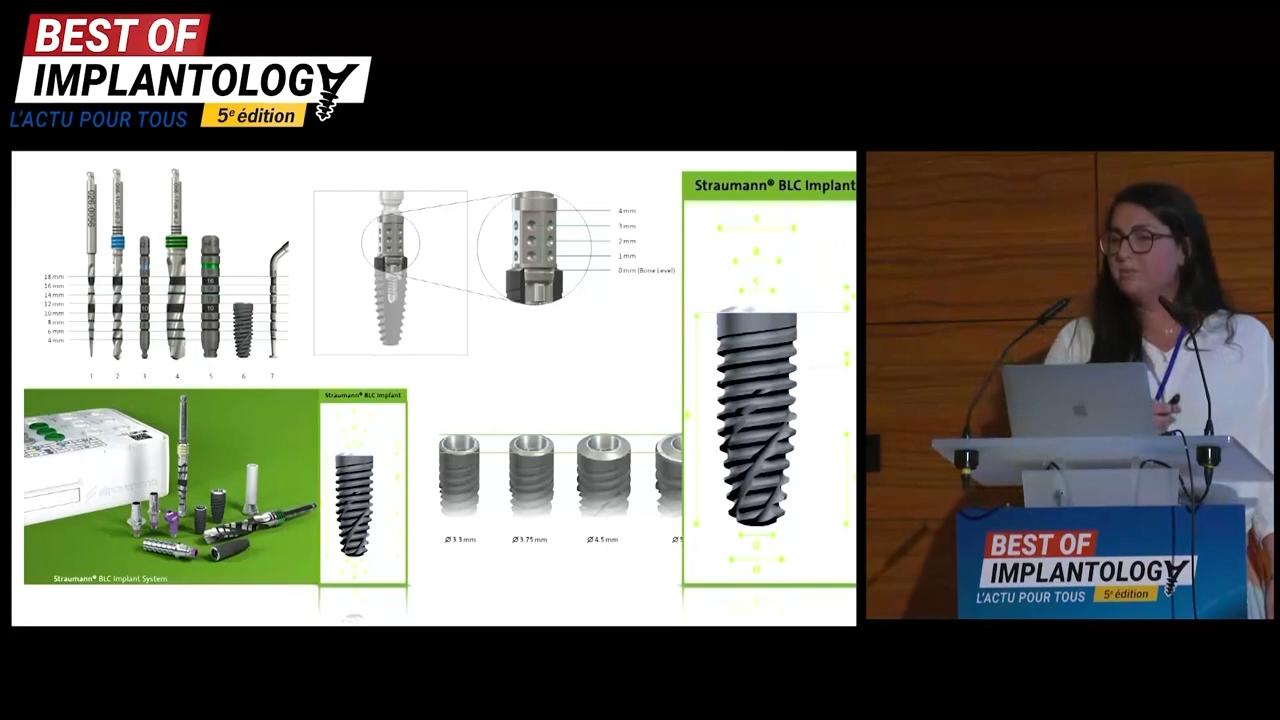 BEST OF
IMPLANTOLOGY
L'ACTU POUR TOUS
5e édition
18 mm
16 mm
14 mm
12 mm
10 mm
8 mm
6 mm
4 mm
1 2 3 4 5 6 7
4 mm
3 mm
2 mm
1 mm
0 mm (Bone Level)
Straumann® BLC Implant
Straumann® BLC Implant
Straumann® BLC Implant System
Ø 3.3 mm
Ø 3.75 mm
Ø 4.5 mm
BEST OF
IMPLANTOLOGY
L'ACTU POUR TOUS
5e édition